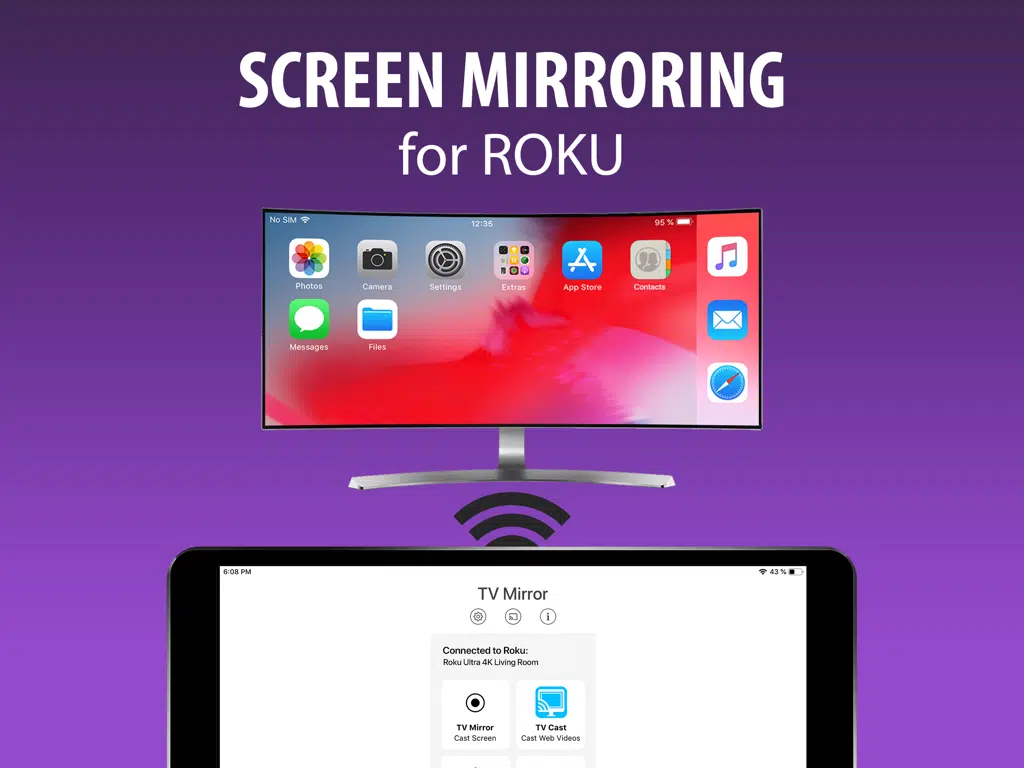 SCREEN MIRRORING
for ROKU
No SIM 12:35 95 %
Photos Camera Settings Extras App Store Contacts
Messages Files
6:08 PM 43 %
TV Mirror
Connected to Roku:
Roku Ultra 4K Living Room
TV Mirror TV Cast
Cast Screen Cast Web Videos